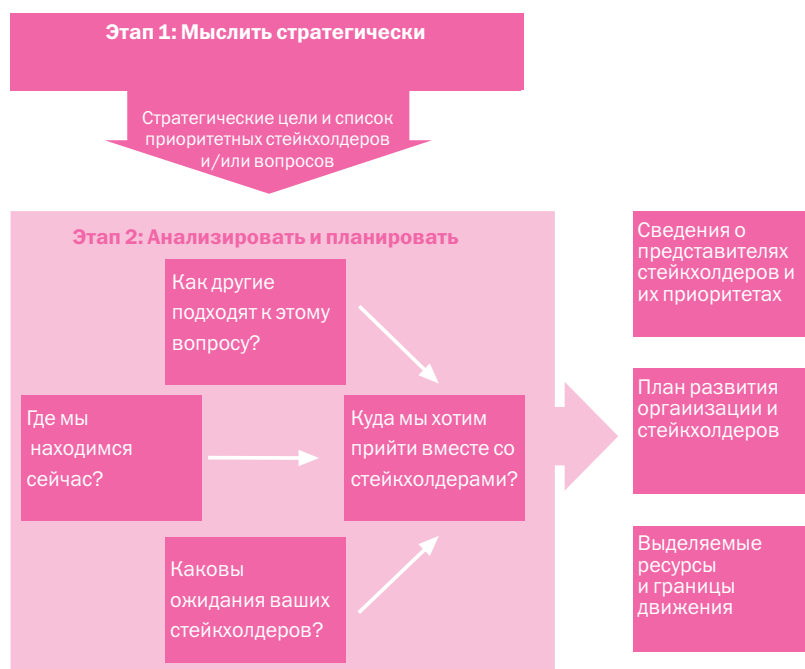 Этап 1: Мыслить стратегически
Стратегические цели и список
приоритетных стейкхолдеров
и/или вопросов
Этап 2: Анализировать и планировать
Как другие
подходят к этому
вопросу?
Где мы
находимся
сейчас?
Куда мы хотим
прийти вместе со
стейкхолдерами?
Каковы
ожидания ваших
стейкхолдеров?
Сведения о
представителях
стейкхолдеров и
их приоритетах
План развития
оргаиизации и
стейкхолдеров
Выделяемые
ресурсы
и границы
движения